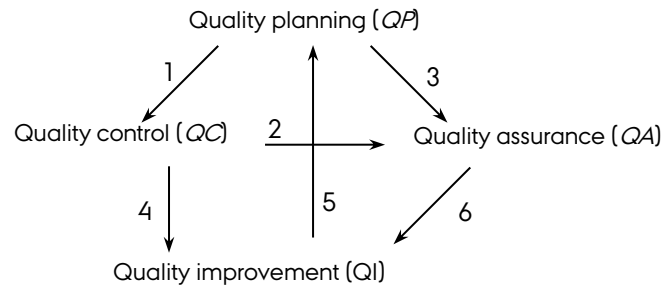 Quality planning (QP)
1
3
Quality control (QC)
2
Quality assurance (QA)
4
5
6
Quality improvement (QI)